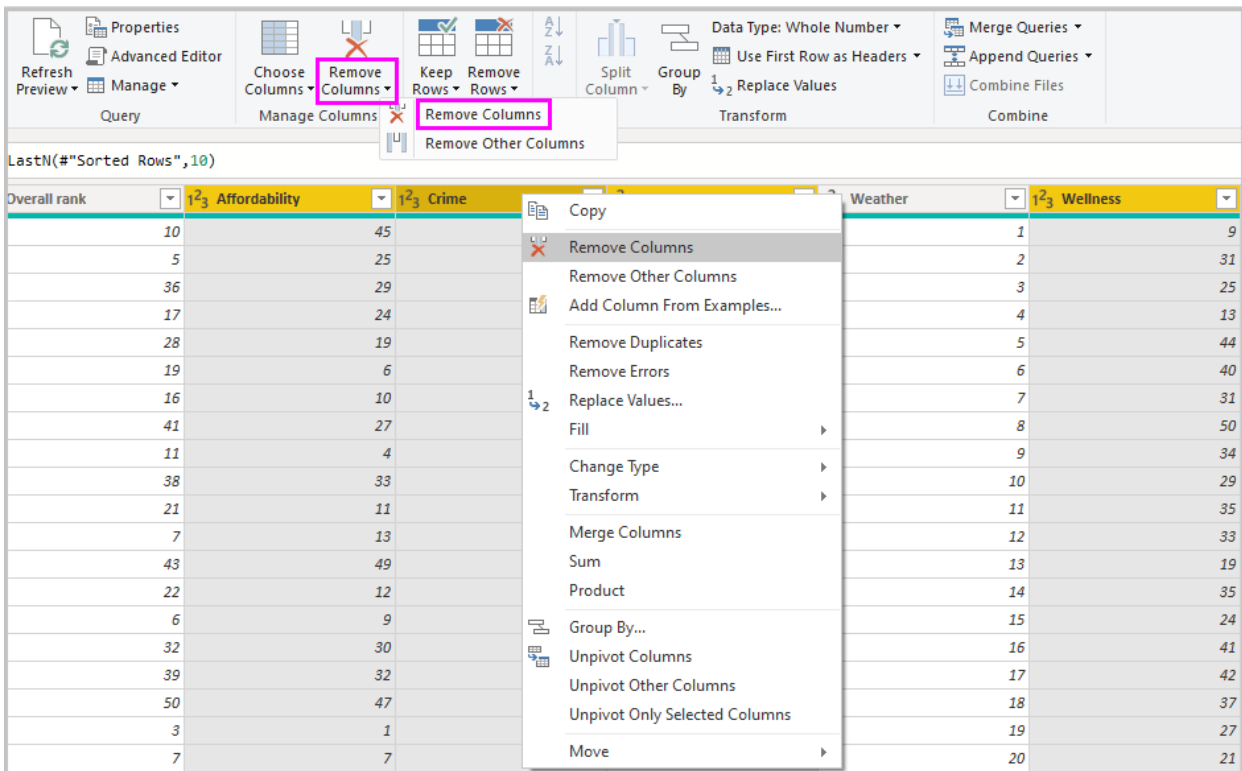 Properties
Advanced Editor
Refresh
Preview
Manage
Query
Choose
Columns
Remove
Columns
Manage Columns
Keep
Rows
Remove
Rows
A
Z
Z
A
Split
Column
Group
By
Data Type: Whole Number
Use First Row as Headers
1
2 Replace Values
Transform
Merge Queries
Append Queries
Combine Files
Combine
Remove Columns
Remove Other Columns
LastN(#"Sorted Rows",10)
Overall rank 123 Affordability 123 Crime Weather 123 Wellness
10 45 1 9
5 25 2 31
36 29 3 25
17 24 4 13
28 19 5 44
19 6 6 40
16 10 7 31
41 27 8 50
11 4 9 34
38 33 10 29
21 11 11 35
7 13 12 33
43 49 13 19
22 12 14 35
6 9 15 24
32 30 16 41
39 32 17 42
50 47 18 37
3 1 19 27
7 7 20 21
Copy
Remove Columns
Remove Other Columns
Add Column From Examples...
Remove Duplicates
Remove Errors
1
2 Replace Values...
Fill
Change Type
Transform
Merge Columns
Sum
Product
Group By...
Unpivot Columns
Unpivot Other Columns
Unpivot Only Selected Columns
Move